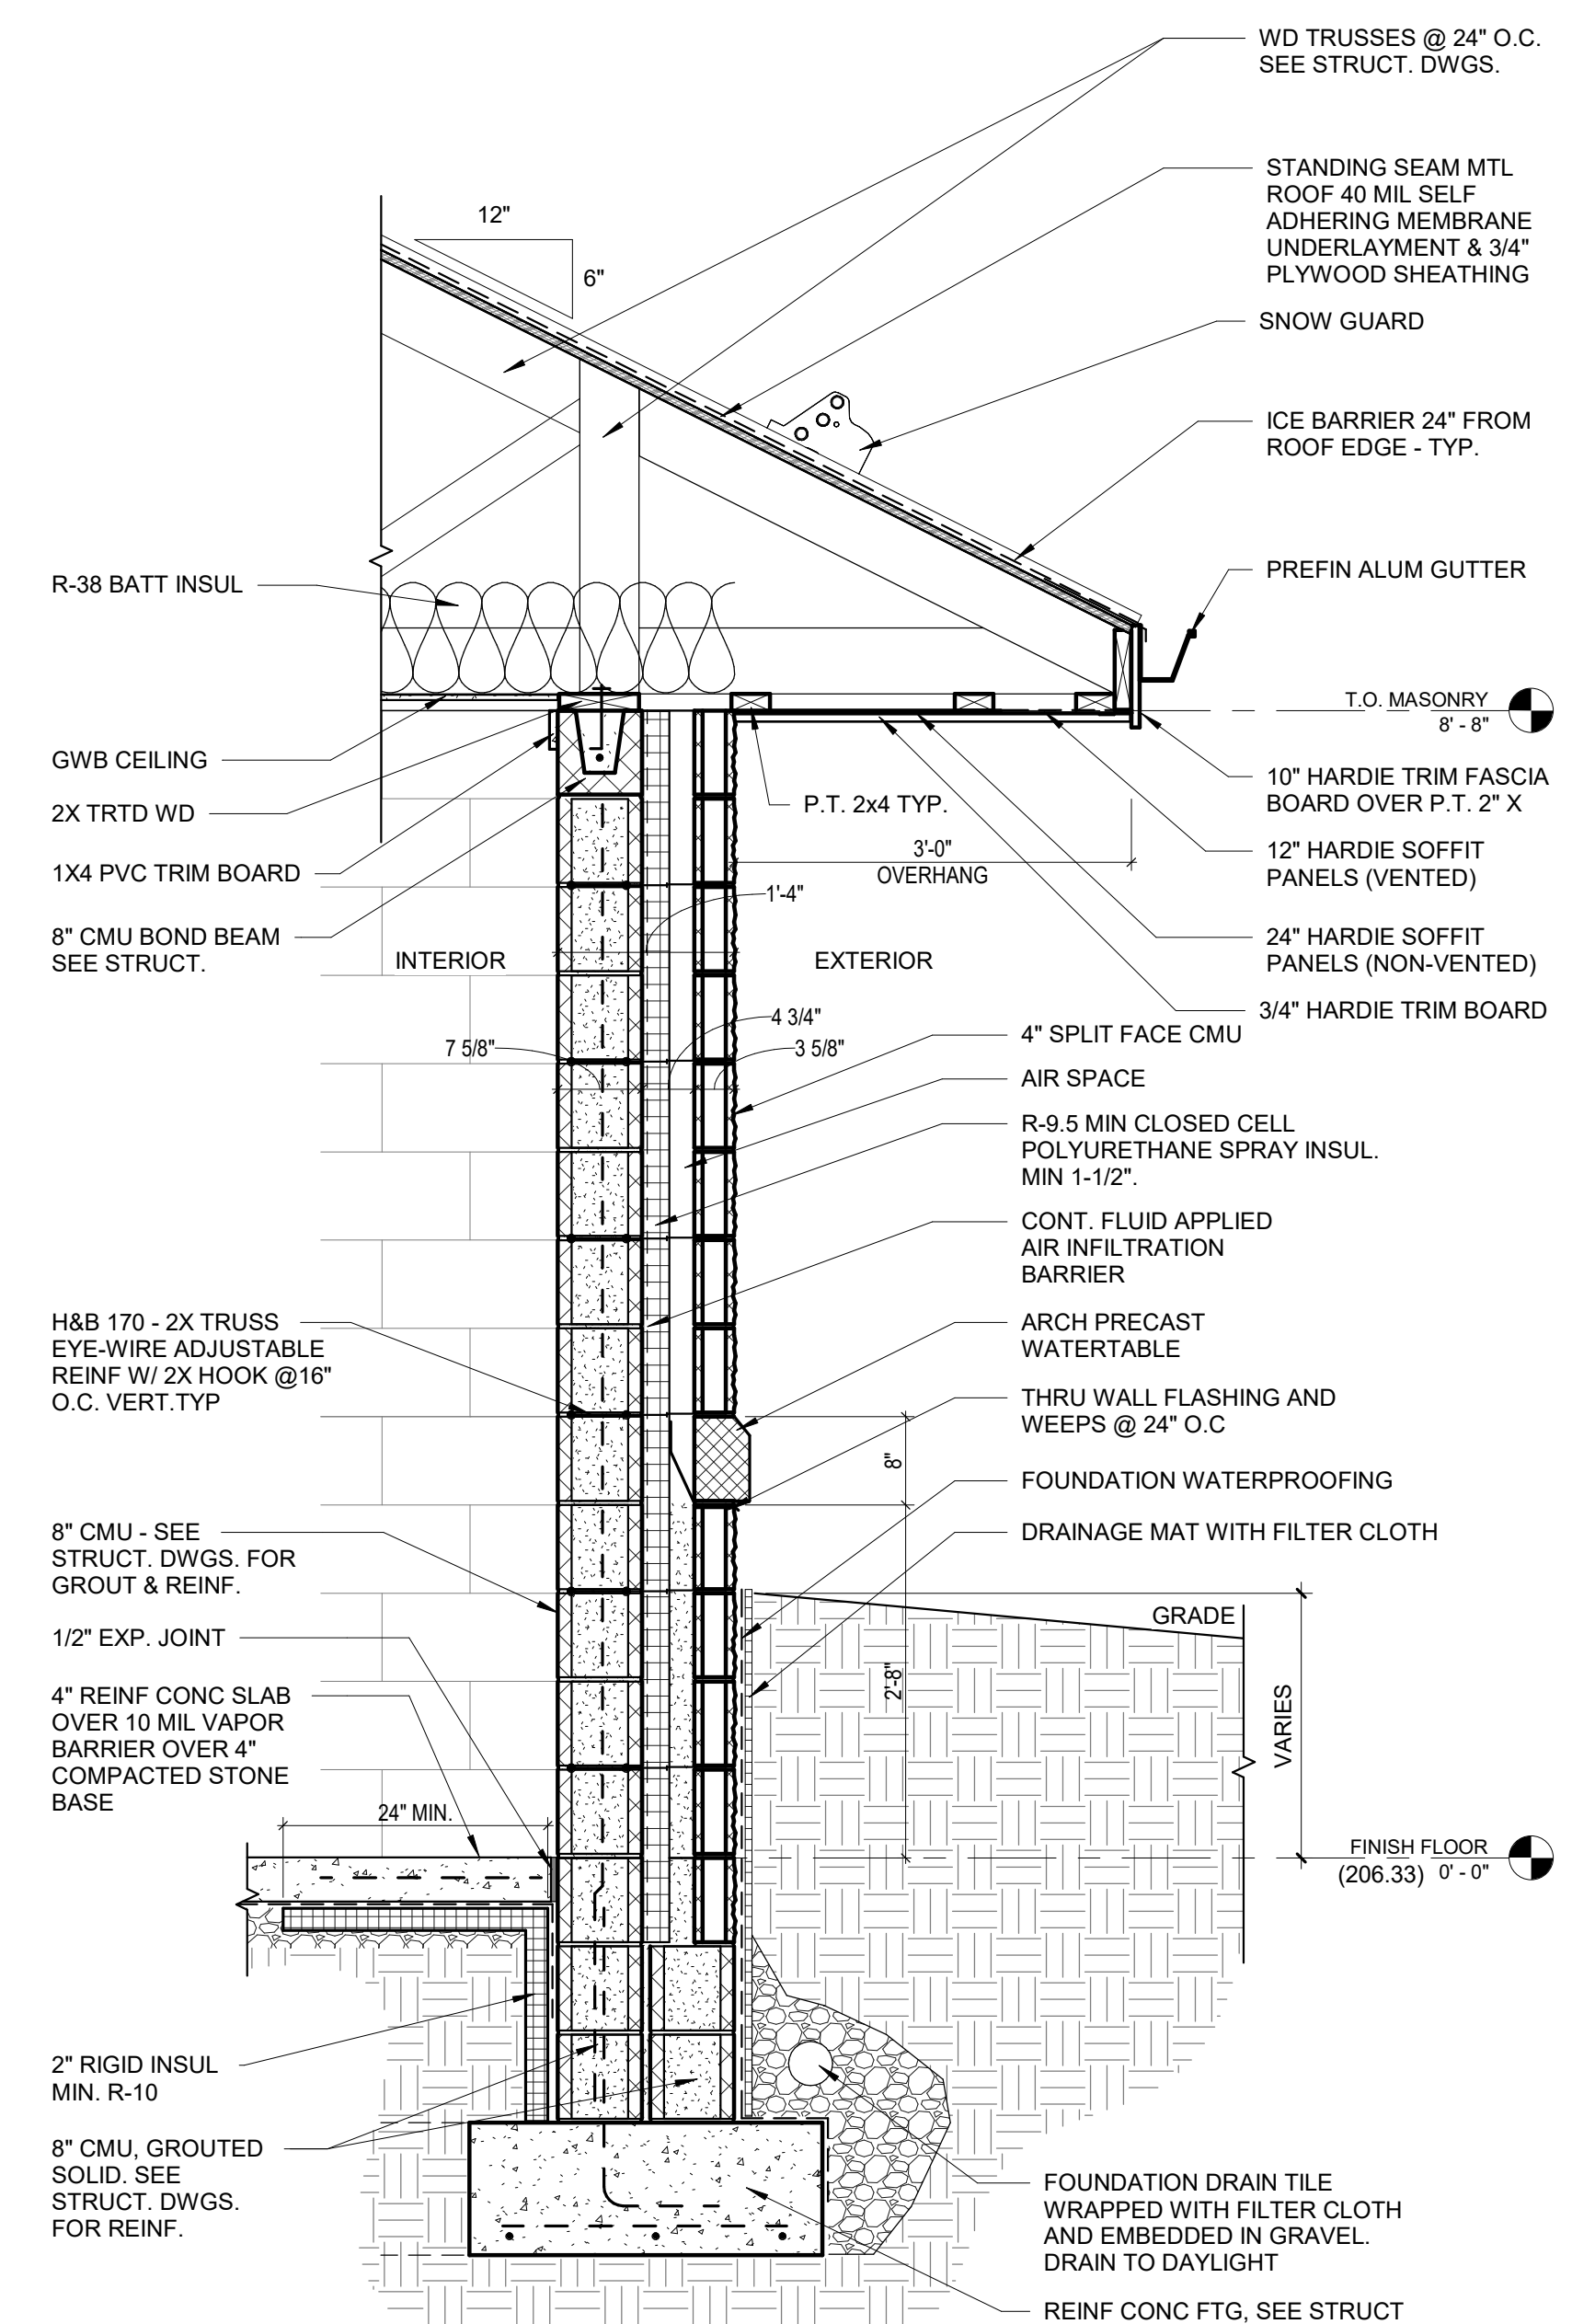 WD TRUSSES @ 24" O.C.
SEE STRUCT. DWGS.
STANDING SEAM MTL
ROOF 40 MIL SELF
ADHERING MEMBRANE
UNDERLAYMENT & 3/4"
PLYWOOD SHEATHING
12"
6"
SNOW GUARD
ICE BARRIER 24" FROM
ROOF EDGE - TYP.
PREFIN ALUM GUTTER
R-38 BATT INSUL
T.O. MASONRY
8' - 8"
GWB CEILING
2X TRTD WD
1X4 PVC TRIM BOARD
8" CMU BOND BEAM
SEE STRUCT.
P.T. 2x4 TYP.
3'-0"
OVERHANG
10" HARDIE TRIM FASCIA
BOARD OVER P.T. 2" X
12" HARDIE SOFFIT
PANELS (VENTED)
24" HARDIE SOFFIT
PANELS (NON-VENTED)
3/4" HARDIE TRIM BOARD
1'-4"
INTERIOR
EXTERIOR
7 5/8"
4 3/4"
3 5/8"
4" SPLIT FACE CMU
AIR SPACE
R-9.5 MIN CLOSED CELL
POLYURETHANE SPRAY INSUL.
MIN 1-1/2".
CONT. FLUID APPLIED
AIR INFILTRATION
BARRIER
H&B 170 - 2X TRUSS
EYE-WIRE ADJUSTABLE
REINF W/ 2X HOOK @16"
O.C. VERT.TYP
ARCH PRECAST
WATERTABLE
THRU WALL FLASHING AND
WEEPS @ 24" O.C
8"
FOUNDATION WATERPROOFING
DRAINAGE MAT WITH FILTER CLOTH
8" CMU - SEE
STRUCT. DWGS. FOR
GROUT & REINF.
1/2" EXP. JOINT
4" REINF CONC SLAB
OVER 10 MIL VAPOR
BARRIER OVER 4"
COMPACTED STONE
BASE
24" MIN.
GRADE
2'-8"
VARIES
FINISH FLOOR
(206.33) 0' - 0"
2" RIGID INSUL
MIN. R-10
8" CMU, GROUTED
SOLID. SEE
STRUCT. DWGS.
FOR REINF.
FOUNDATION DRAIN TILE
WRAPPED WITH FILTER CLOTH
AND EMBEDDED IN GRAVEL.
DRAIN TO DAYLIGHT
REINF CONC FTG, SEE STRUCT